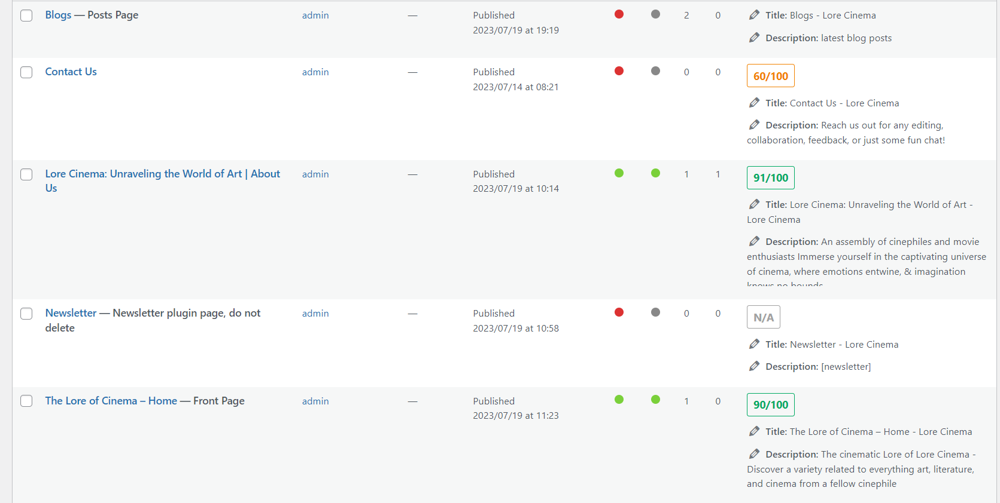 Blogs — Posts Page
admin
—
Published
2023/07/19 at 19:19
2
0
Title: Blogs - Lore Cinema
Description: latest blog posts
Contact Us
admin
—
Published
2023/07/14 at 08:21
0
0
60/100
Title: Contact Us - Lore Cinema
Description: Reach us out for any editing,
collaboration, feedback, or just some fun chat!
Lore Cinema: Unraveling the World of Art | About
Us
admin
—
Published
2023/07/19 at 10:14
1
1
91/100
Title: Lore Cinema: Unraveling the World of Art -
Lore Cinema
Description: An assembly of cinephiles and movie
enthusiasts Immerse yourself in the captivating universe
of cinema, where emotions entwine, & imagination
knows no bounds
Newsletter — Newsletter plugin page, do not
delete
admin
—
Published
2023/07/19 at 10:58
0
0
N/A
Title: Newsletter - Lore Cinema
Description: [newsletter]
The Lore of Cinema – Home — Front Page
admin
—
Published
2023/07/19 at 11:23
1
0
90/100
Title: The Lore of Cinema – Home - Lore Cinema
Description: The cinematic Lore of Lore Cinema -
Discover a variety related to everything art, literature,
and cinema from a fellow cinephile